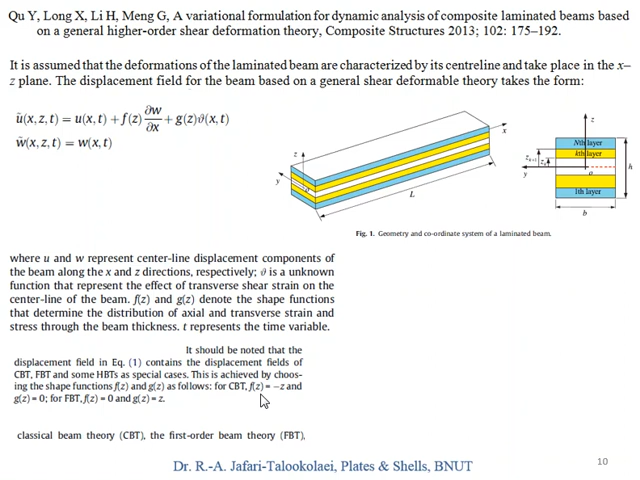 Qu Y, Long X, Li H, Meng G, A variational formulation for dynamic analysis of composite laminated beams based
on a general higher-order shear deformation theory, Composite Structures 2013; 102: 175–192.
It is assumed that the deformations of the laminated beam are characterized by its centreline and take place in the x–
z plane. The displacement field for the beam based on a general shear deformable theory takes the form:
ũ(x, z, t) = u(x, t) + f(z) ∂w/∂x + g(z)ϑ(x, t)
w̃(x, z, t) = w(x, t)
z
x
y
o
L
z
Nth layer
kth layer
zₖ₊₁
zₖ
y
o
h
1th layer
b
Fig. 1. Geometry and co-ordinate system of a laminated beam.
where u and w represent center-line displacement components of
the beam along the x and z directions, respectively; ϑ is a unknown
function that represent the effect of transverse shear strain on the
center-line of the beam. f(z) and g(z) denote the shape functions
that determine the distribution of axial and transverse strain and
stress through the beam thickness. t represents the time variable.
It should be noted that the
displacement field in Eq. (1) contains the displacement fields of
CBT, FBT and some HBTs as special cases. This is achieved by choos-
ing the shape functions f(z) and g(z) as follows: for CBT, f(z) = −z and
g(z) = 0; for FBT, f(z) = 0 and g(z) = z.
classical beam theory (CBT), the first-order beam theory (FBT),
Dr. R.-A. Jafari-Talookolaei, Plates & Shells, BNUT
10